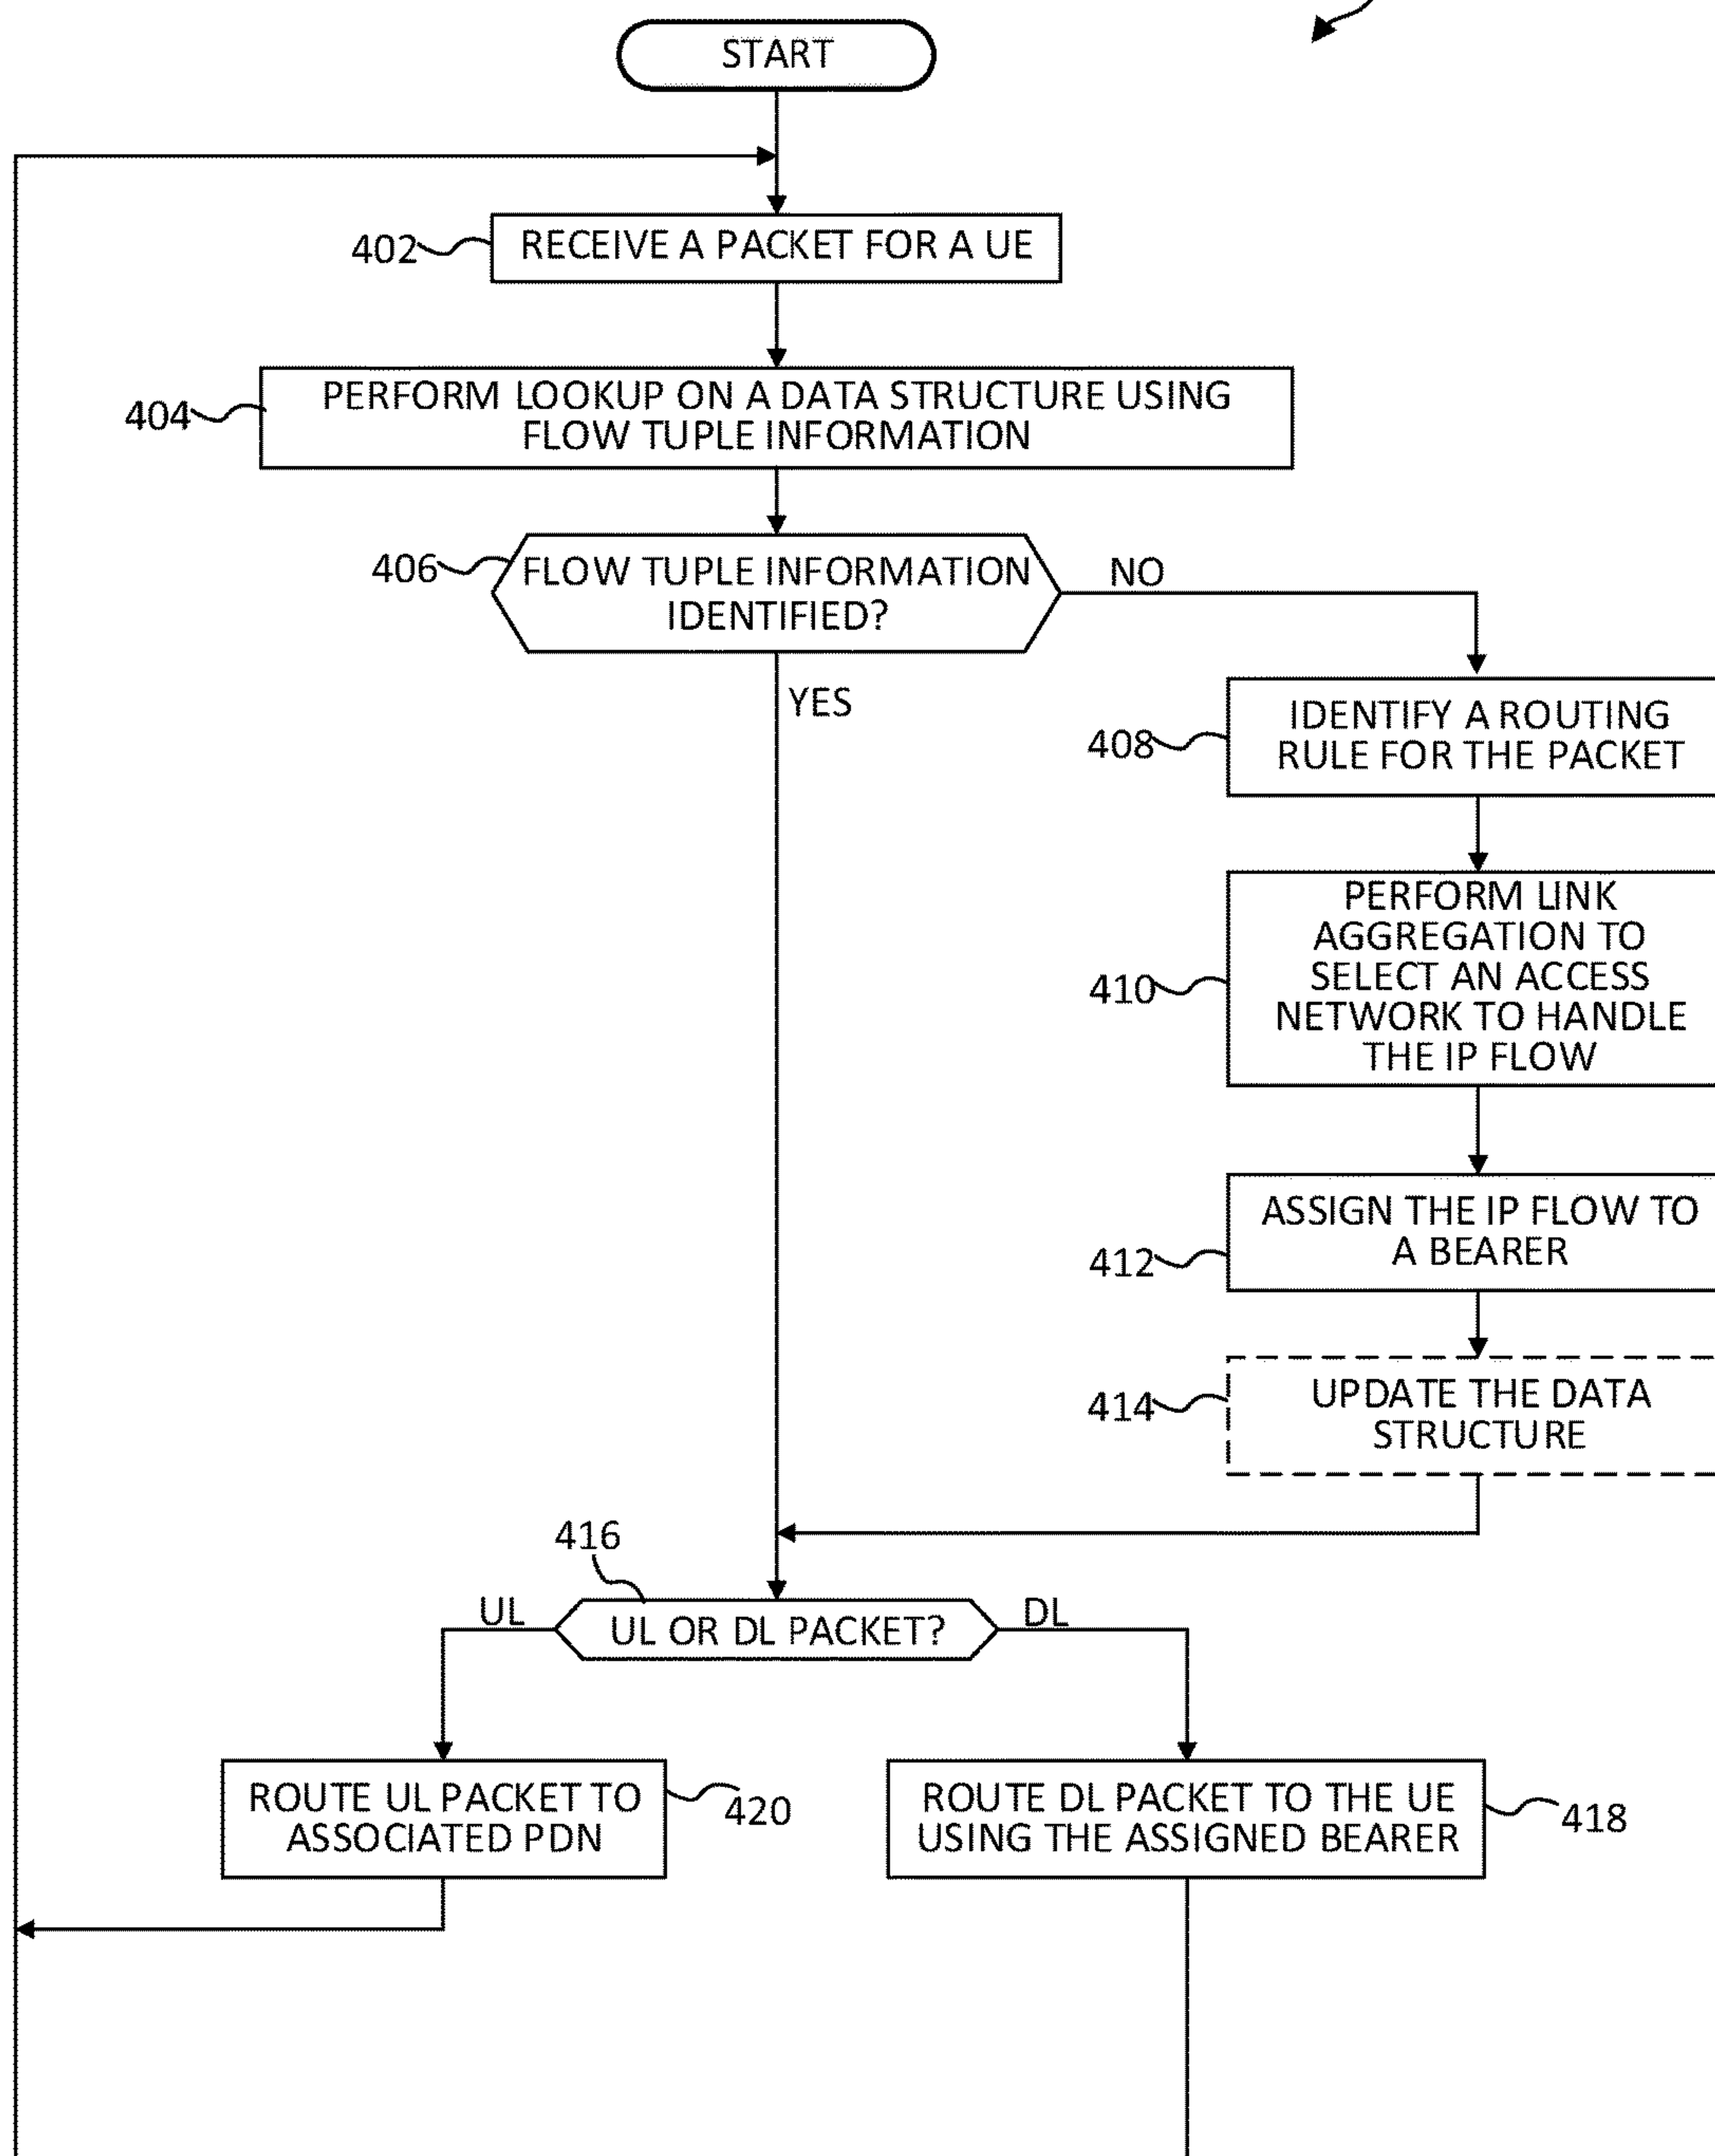 START
402
RECEIVE A PACKET FOR A UE
404
PERFORM LOOKUP ON A DATA STRUCTURE USING
FLOW TUPLE INFORMATION
406
FLOW TUPLE INFORMATION
IDENTIFIED?
NO
YES
408
IDENTIFY A ROUTING
RULE FOR THE PACKET
410
PERFORM LINK
AGGREGATION TO
SELECT AN ACCESS
NETWORK TO HANDLE
THE IP FLOW
412
ASSIGN THE IP FLOW TO
A BEARER
414
UPDATE THE DATA
STRUCTURE
416
UL
UL OR DL PACKET?
DL
ROUTE UL PACKET TO
ASSOCIATED PDN
420
ROUTE DL PACKET TO THE UE
USING THE ASSIGNED BEARER
418